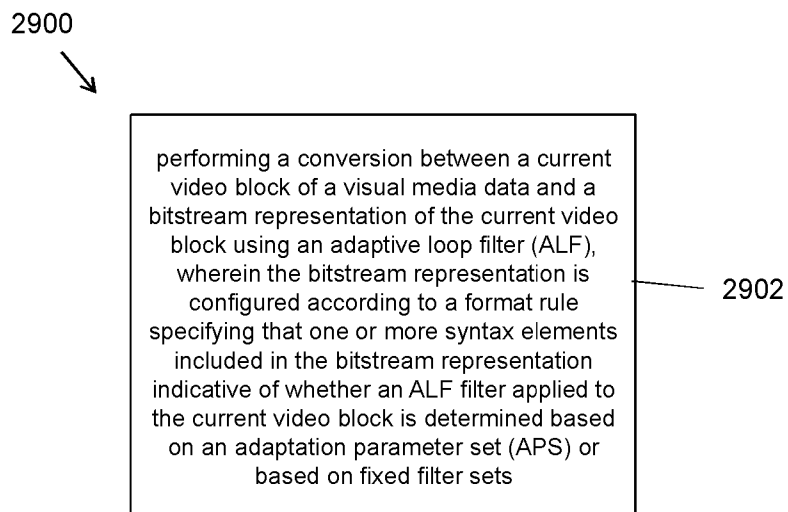 2900
performing a conversion between a current
video block of a visual media data and a
bitstream representation of the current video
block using an adaptive loop filter (ALF),
wherein the bitstream representation is
configured according to a format rule
specifying that one or more syntax elements
included in the bitstream representation
indicative of whether an ALF filter applied to
the current video block is determined based
on an adaptation parameter set (APS) or
based on fixed filter sets
2902